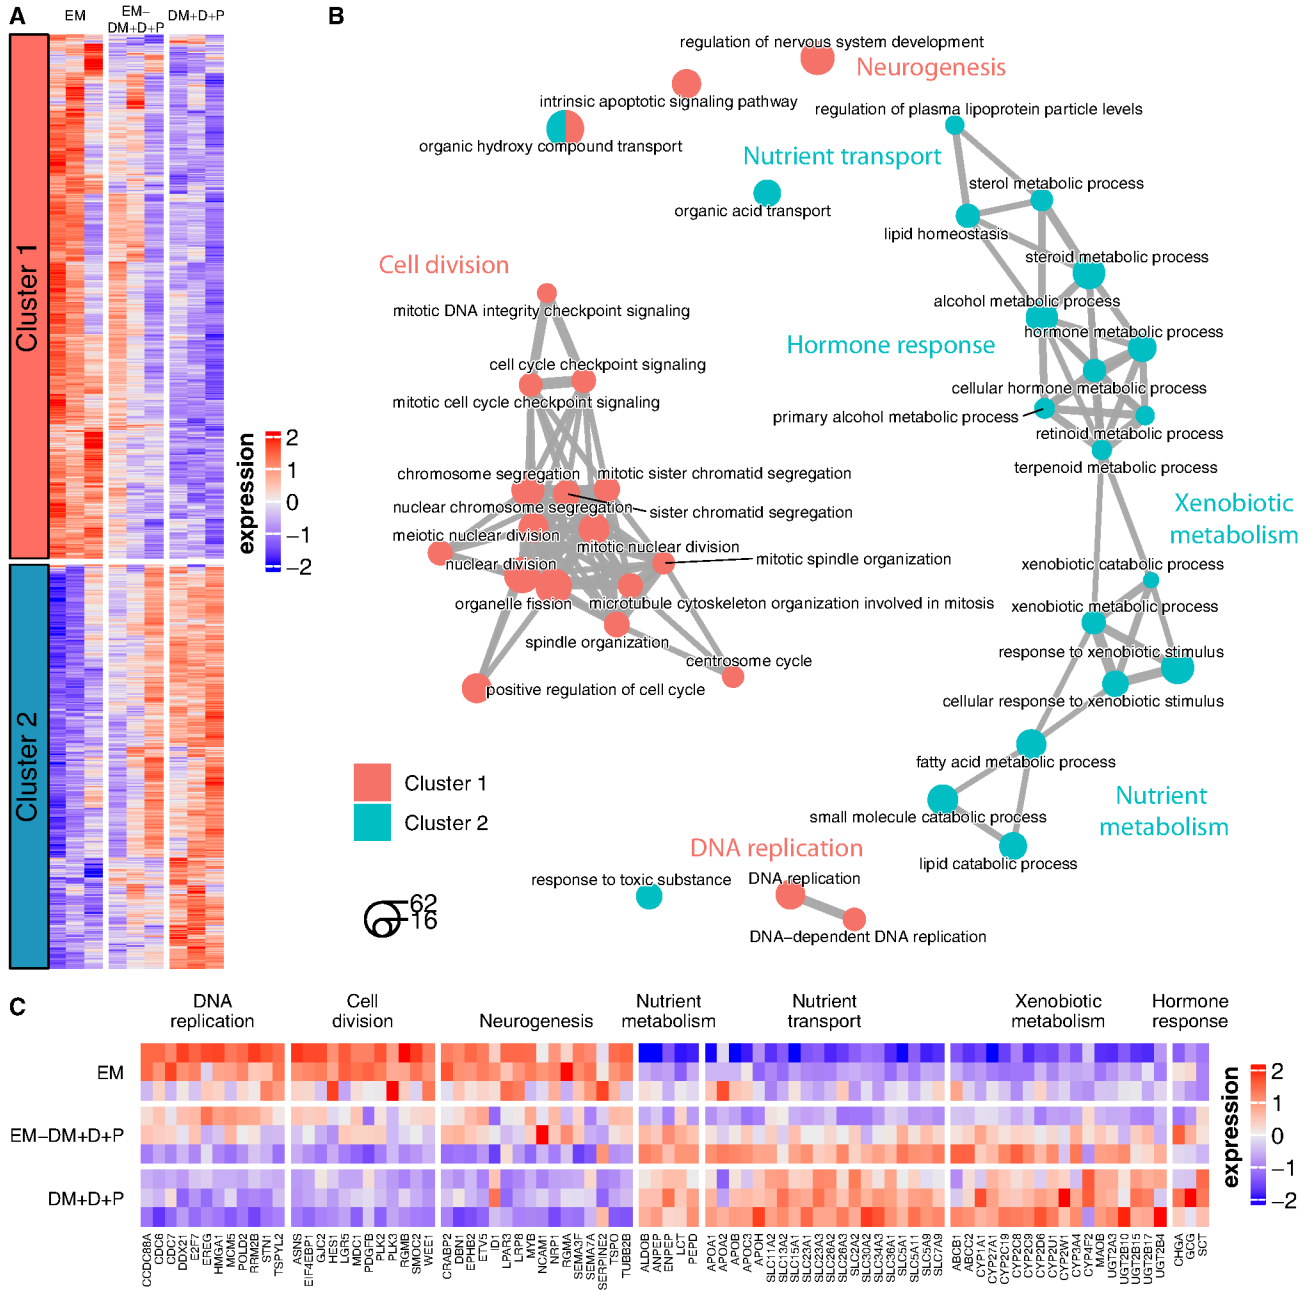 A
EM
EM–
DM+D+P
DM+D+P
Cluster 1
Cluster 2
expression
2
1
0
−1
−2
B
regulation of nervous system development
Neurogenesis
intrinsic apoptotic signaling pathway
regulation of plasma lipoprotein particle levels
organic hydroxy compound transport
Nutrient transport
sterol metabolic process
organic acid transport
lipid homeostasis
steroid metabolic process
Cell division
alcohol metabolic process
mitotic DNA integrity checkpoint signaling
hormone metabolic process
Hormone response
cell cycle checkpoint signaling
cellular hormone metabolic process
mitotic cell cycle checkpoint signaling
primary alcohol metabolic process
retinoid metabolic process
terpenoid metabolic process
chromosome segregation
mitotic sister chromatid segregation
nuclear chromosome segregation
sister chromatid segregation
Xenobiotic
metabolism
meiotic nuclear division
mitotic nuclear division
mitotic spindle organization
nuclear division
xenobiotic catabolic process
organelle fission
microtubule cytoskeleton organization involved in mitosis
xenobiotic metabolic process
spindle organization
response to xenobiotic stimulus
centrosome cycle
positive regulation of cell cycle
cellular response to xenobiotic stimulus
fatty acid metabolic process
Cluster 1
Cluster 2
Nutrient
metabolism
small molecule catabolic process
DNA replication
lipid catabolic process
response to toxic substance
DNA replication
62
16
DNA−dependent DNA replication
C
DNA
replication
Cell
division
Neurogenesis
Nutrient
metabolism
Nutrient
transport
Xenobiotic
metabolism
Hormone
response
EM
EM−DM+D+P
DM+D+P
expression
2
1
0
−1
−2
CCDC88A
CDC6
CDC7
DDX21
E2F7
EREG
HMGA1
MCM5
POLD2
RRM2B
STN1
TSPYL2
ASNS
EIF4EBP1
GJC2
HES1
LGR5
MDC1
PDGFB
PLK2
PLK3
RGMB
SMOC2
WEE1
CRABP2
DBN1
EPHB2
ETV5
ID1
LPAR3
LRP8
MYB
NCAM1
NRP1
RGMA
SEMA3F
SEMA7A
SERPINE2
TSPO
TUBB2B
ALDOB
ANPEP
ENPEP
LCT
PEPD
APOA1
APOA2
APOB
APOC3
APOH
SLC11A2
SLC13A2
SLC15A1
SLC23A1
SLC23A3
SLC26A2
SLC26A3
SLC2A2
SLC30A2
SLC34A3
SLC36A1
SLC5A1
SLC5A11
SLC5A9
SLC7A9
ABCB1
ABCC2
CYP1A1
CYP27A1
CYP2C19
CYP2C8
CYP2C9
CYP2D6
CYP2U1
CYP2W1
CYP3A4
CYP4F2
MAOB
UGT2A3
UGT2B10
UGT2B15
UGT2B17
UGT2B4
CHGA
GCG
SCT